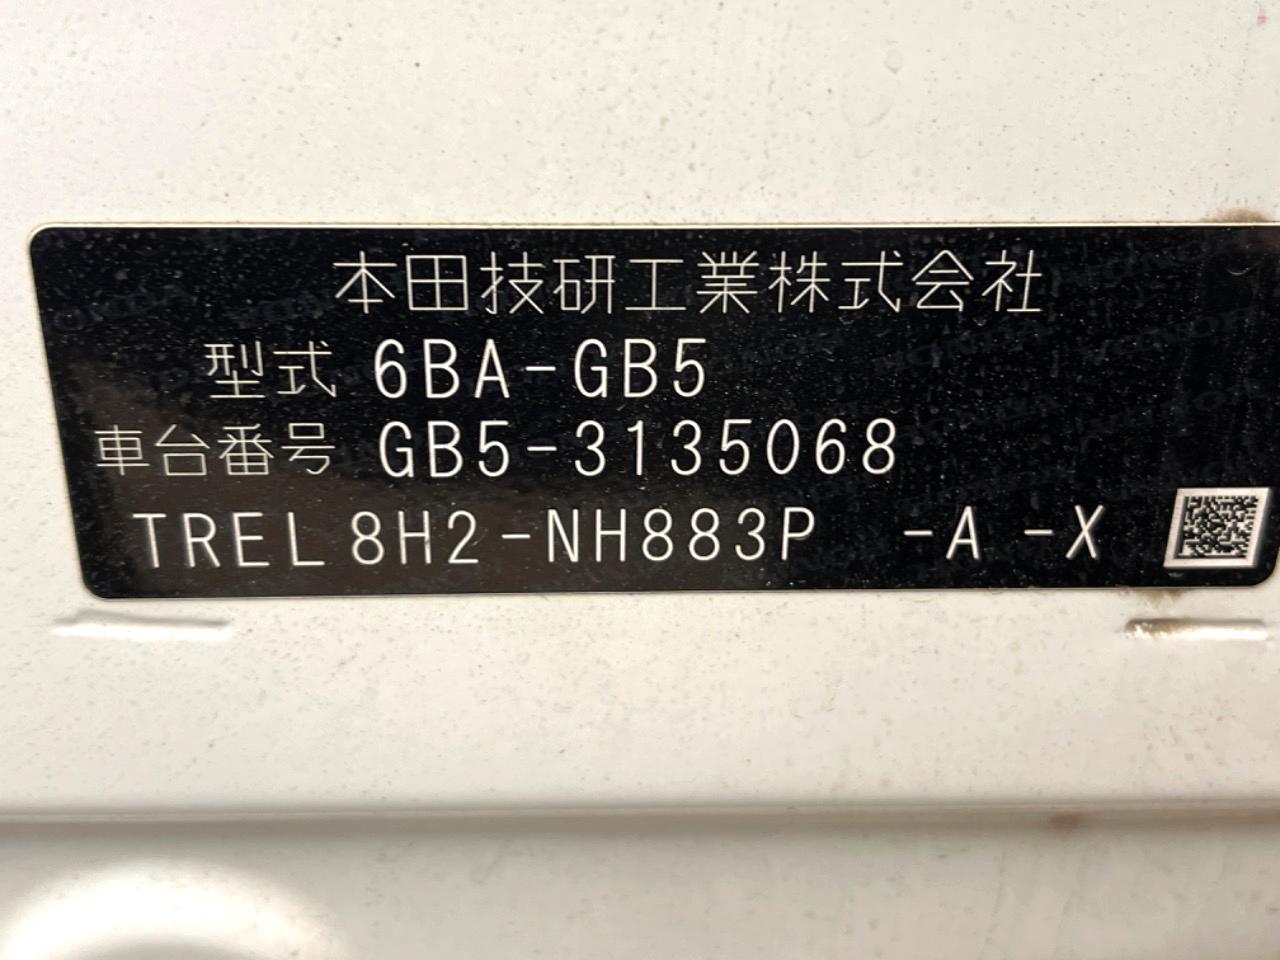 本田技研工業株式会社
型式 6BA-GB5
車台番号 GB5-3135068
TREL 8H2-NH883P -A -X